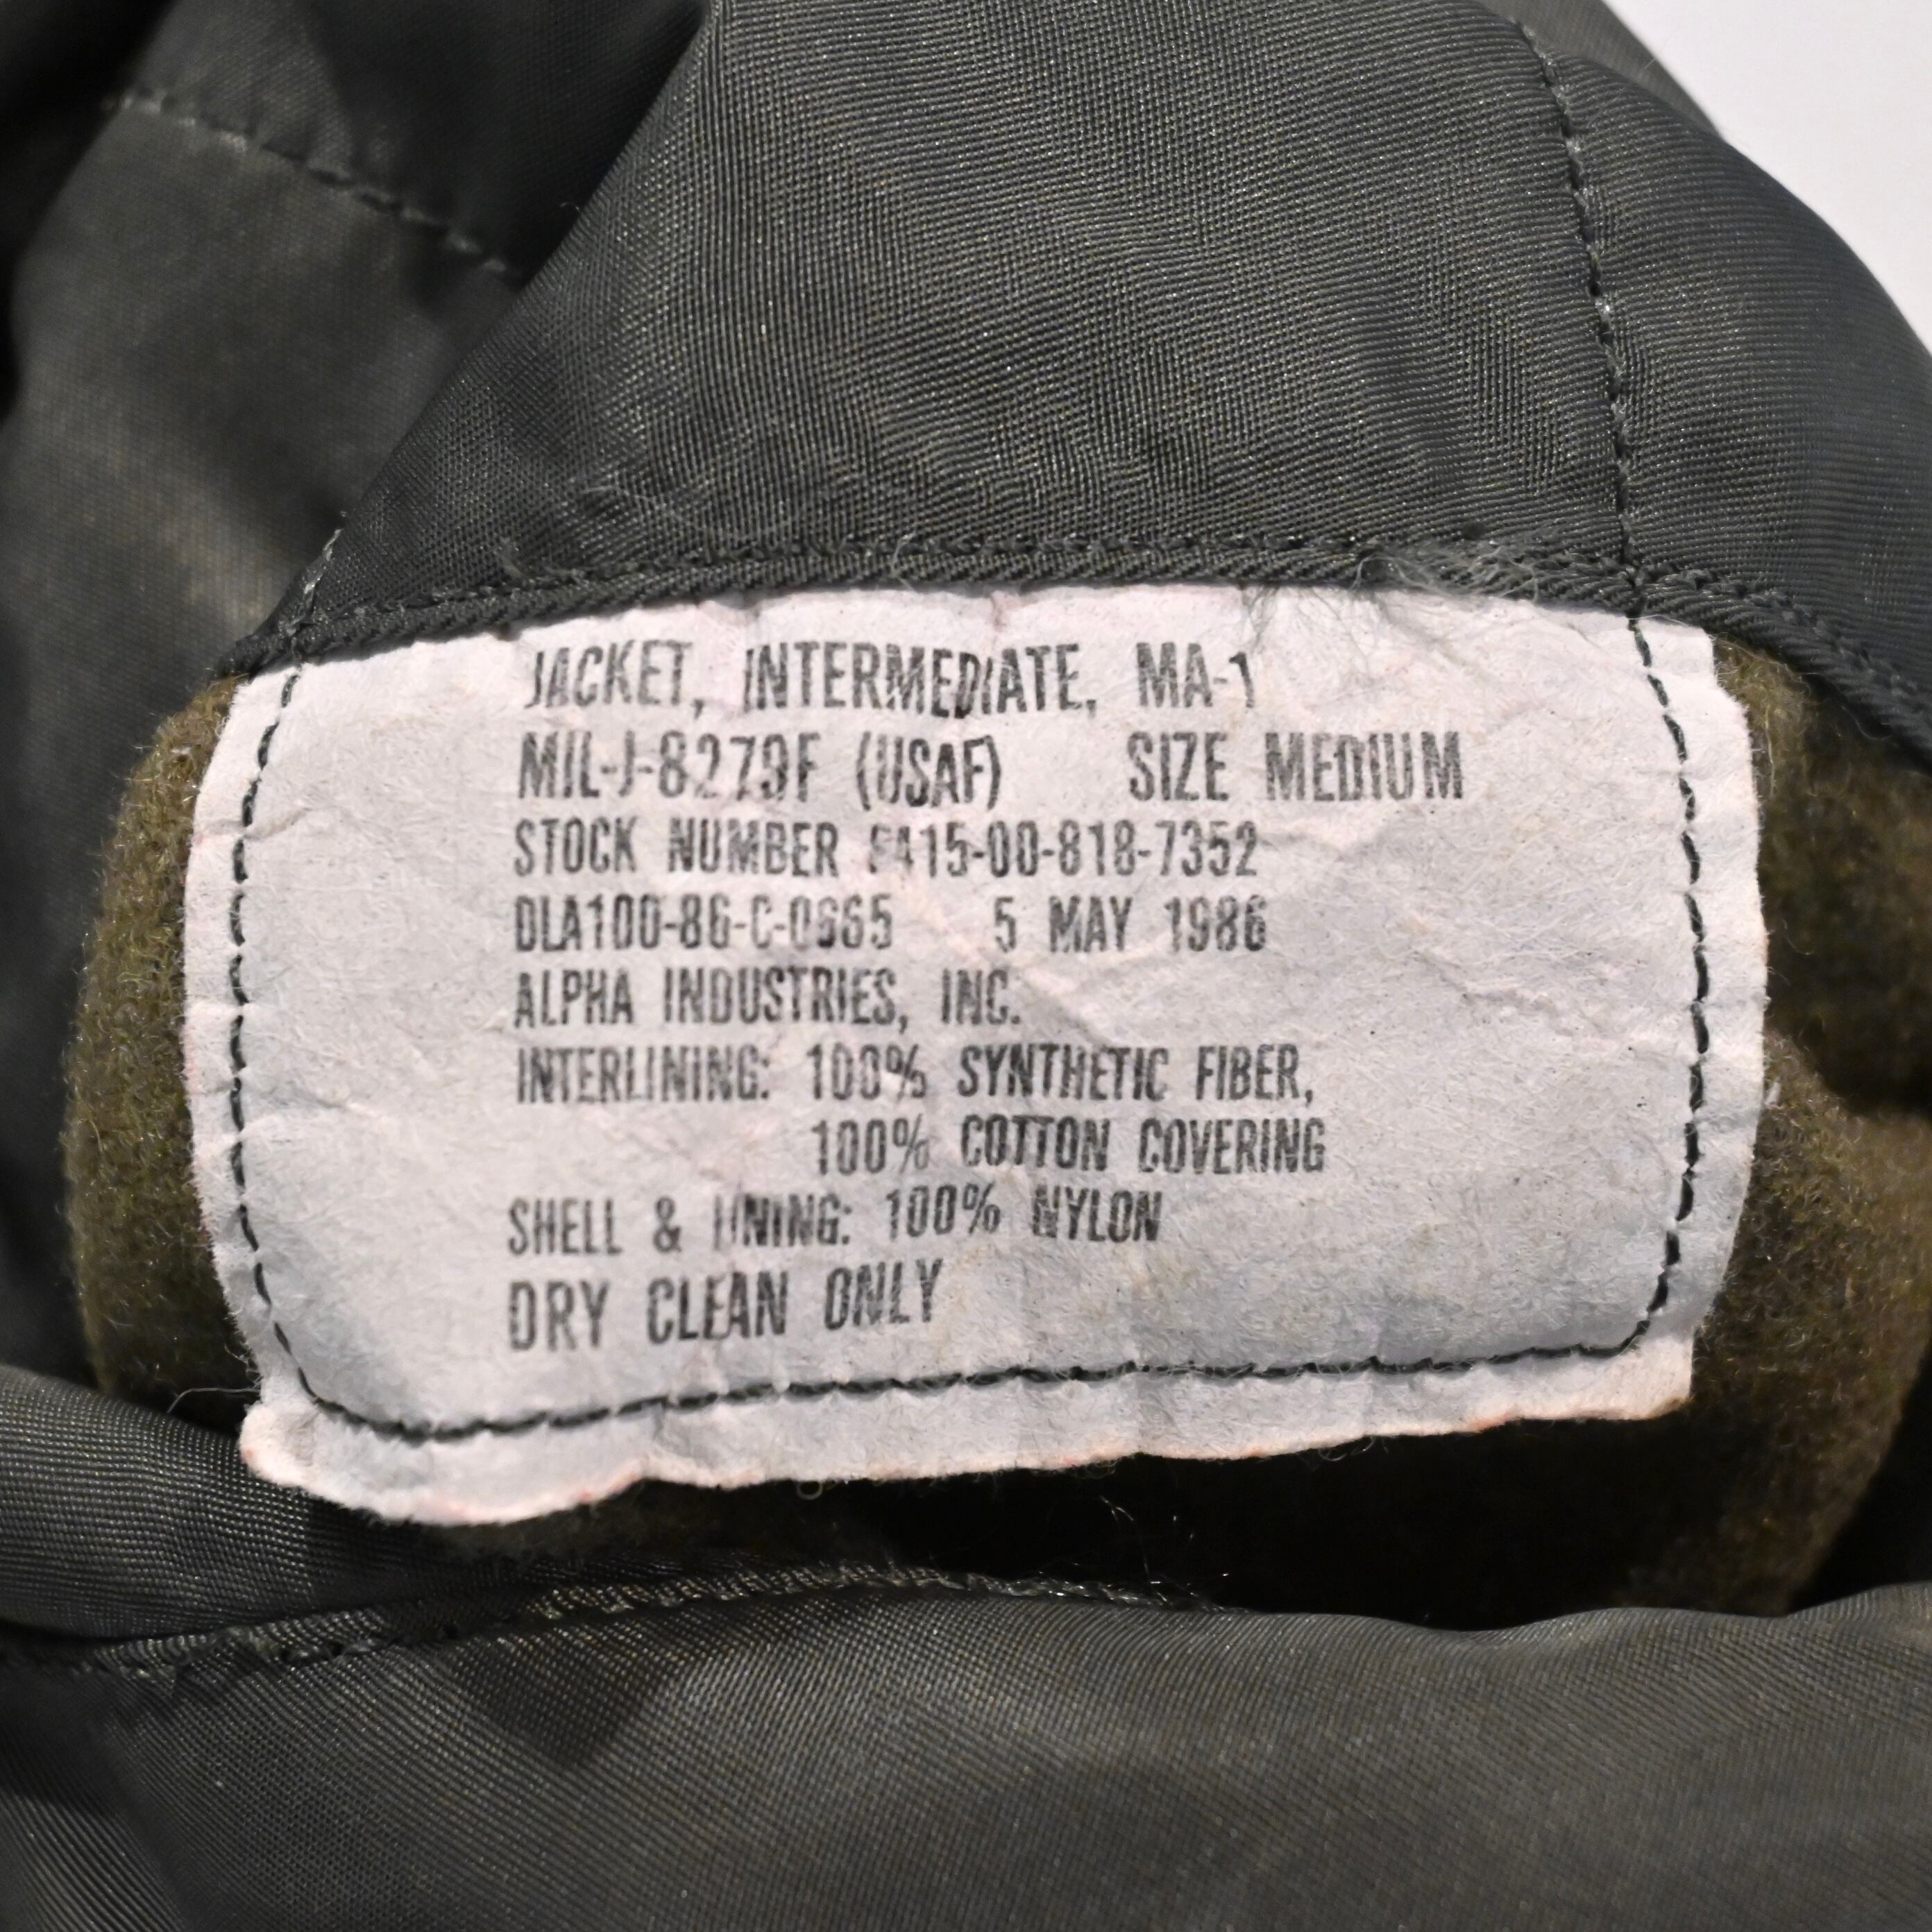 JACKET, INTERMEDIATE, MA-1
MIL-J-8279F (USAF) SIZE MEDIUM
STOCK NUMBER 8415-00-818-7352
DLA100-86-C-0665 5 MAY 1986
ALPHA INDUSTRIES, INC.
INTERLINING: 100% SYNTHETIC FIBER,
100% COTTON COVERING
SHELL & LINING: 100% NYLON
DRY CLEAN ONLY